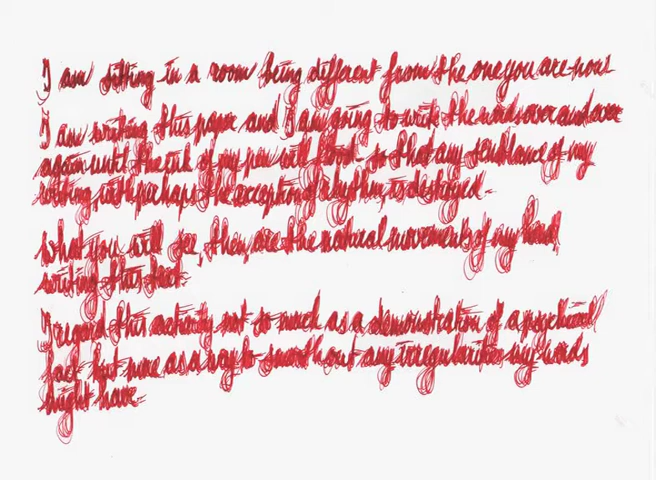 I am sitting in a room being different from the one you are now
I am writing this paper and I am going to write the words over and over
again until the ink of my pen will flood - so that any semblance of my
writing, with perhaps the exception of rhythm, is destroyed -
What you will see, then, are the natural movements of my hand,
writing this text.
I regard this activity not so much as a demonstration of a psychical
fact but more as a way to smooth out any irregularities my words
might have -